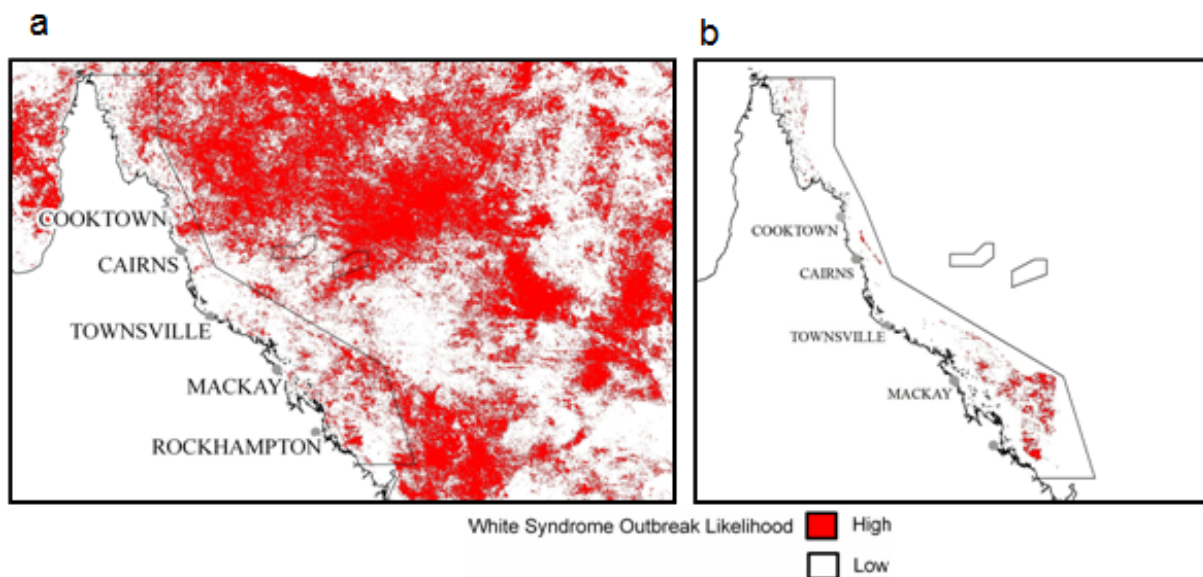 a
b
COOKTOWN
CAIRNS
TOWNSVILLE
MACKAY
ROCKHAMPTON
COOKTOWN
CAIRNS
TOWNSVILLE
MACKAY
White Syndrome Outbreak Likelihood
High
Low